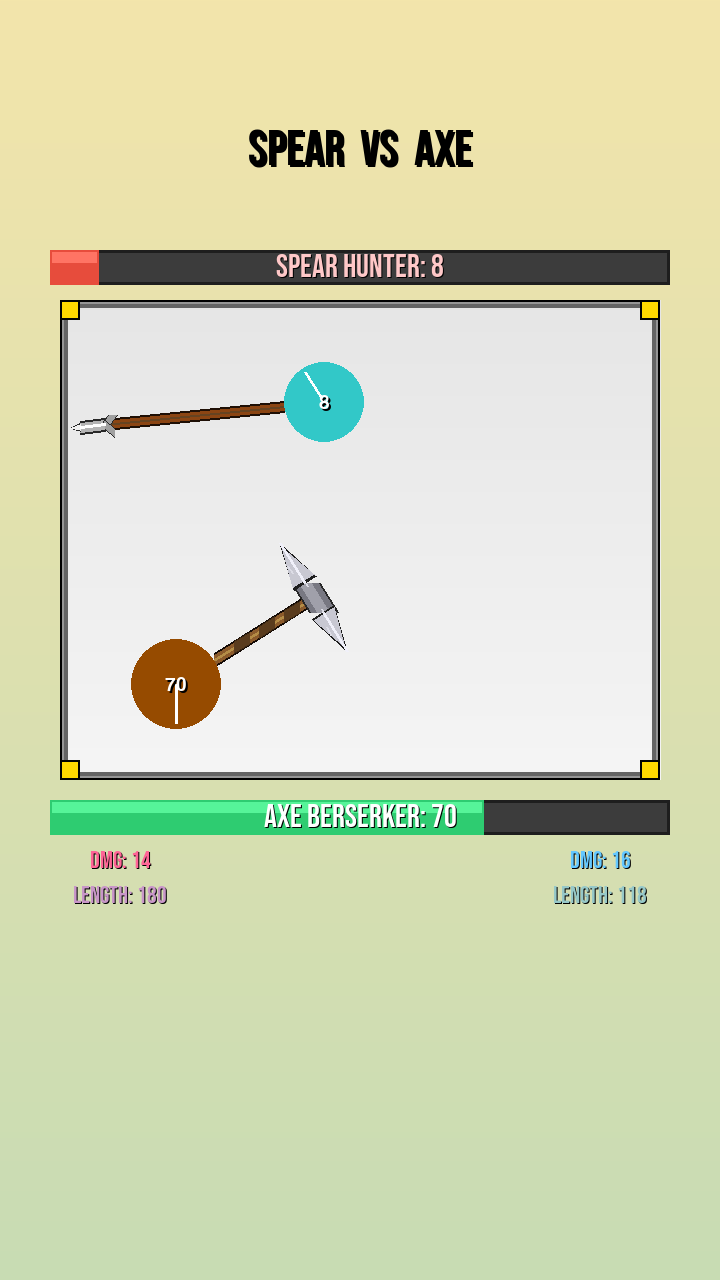 SPEAR VS AXE
SPEAR HUNTER: 8
8
70
AXE BERSERKER: 70
DMG: 14
DMG: 16
LENGTH: 180
LENGTH: 118